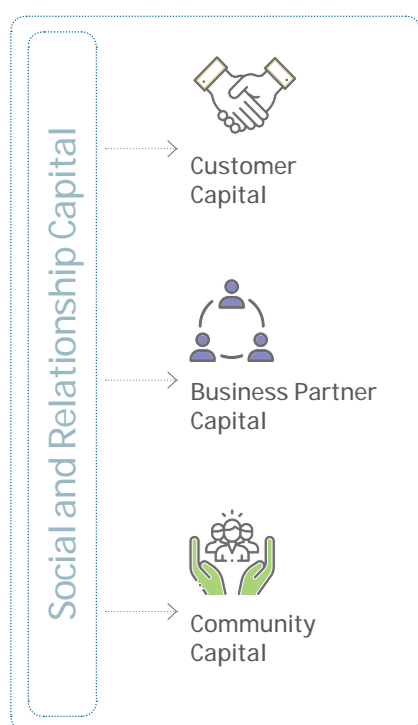 Social and Relationship Capital
Customer
Capital
Business Partner
Capital
Community
Capital